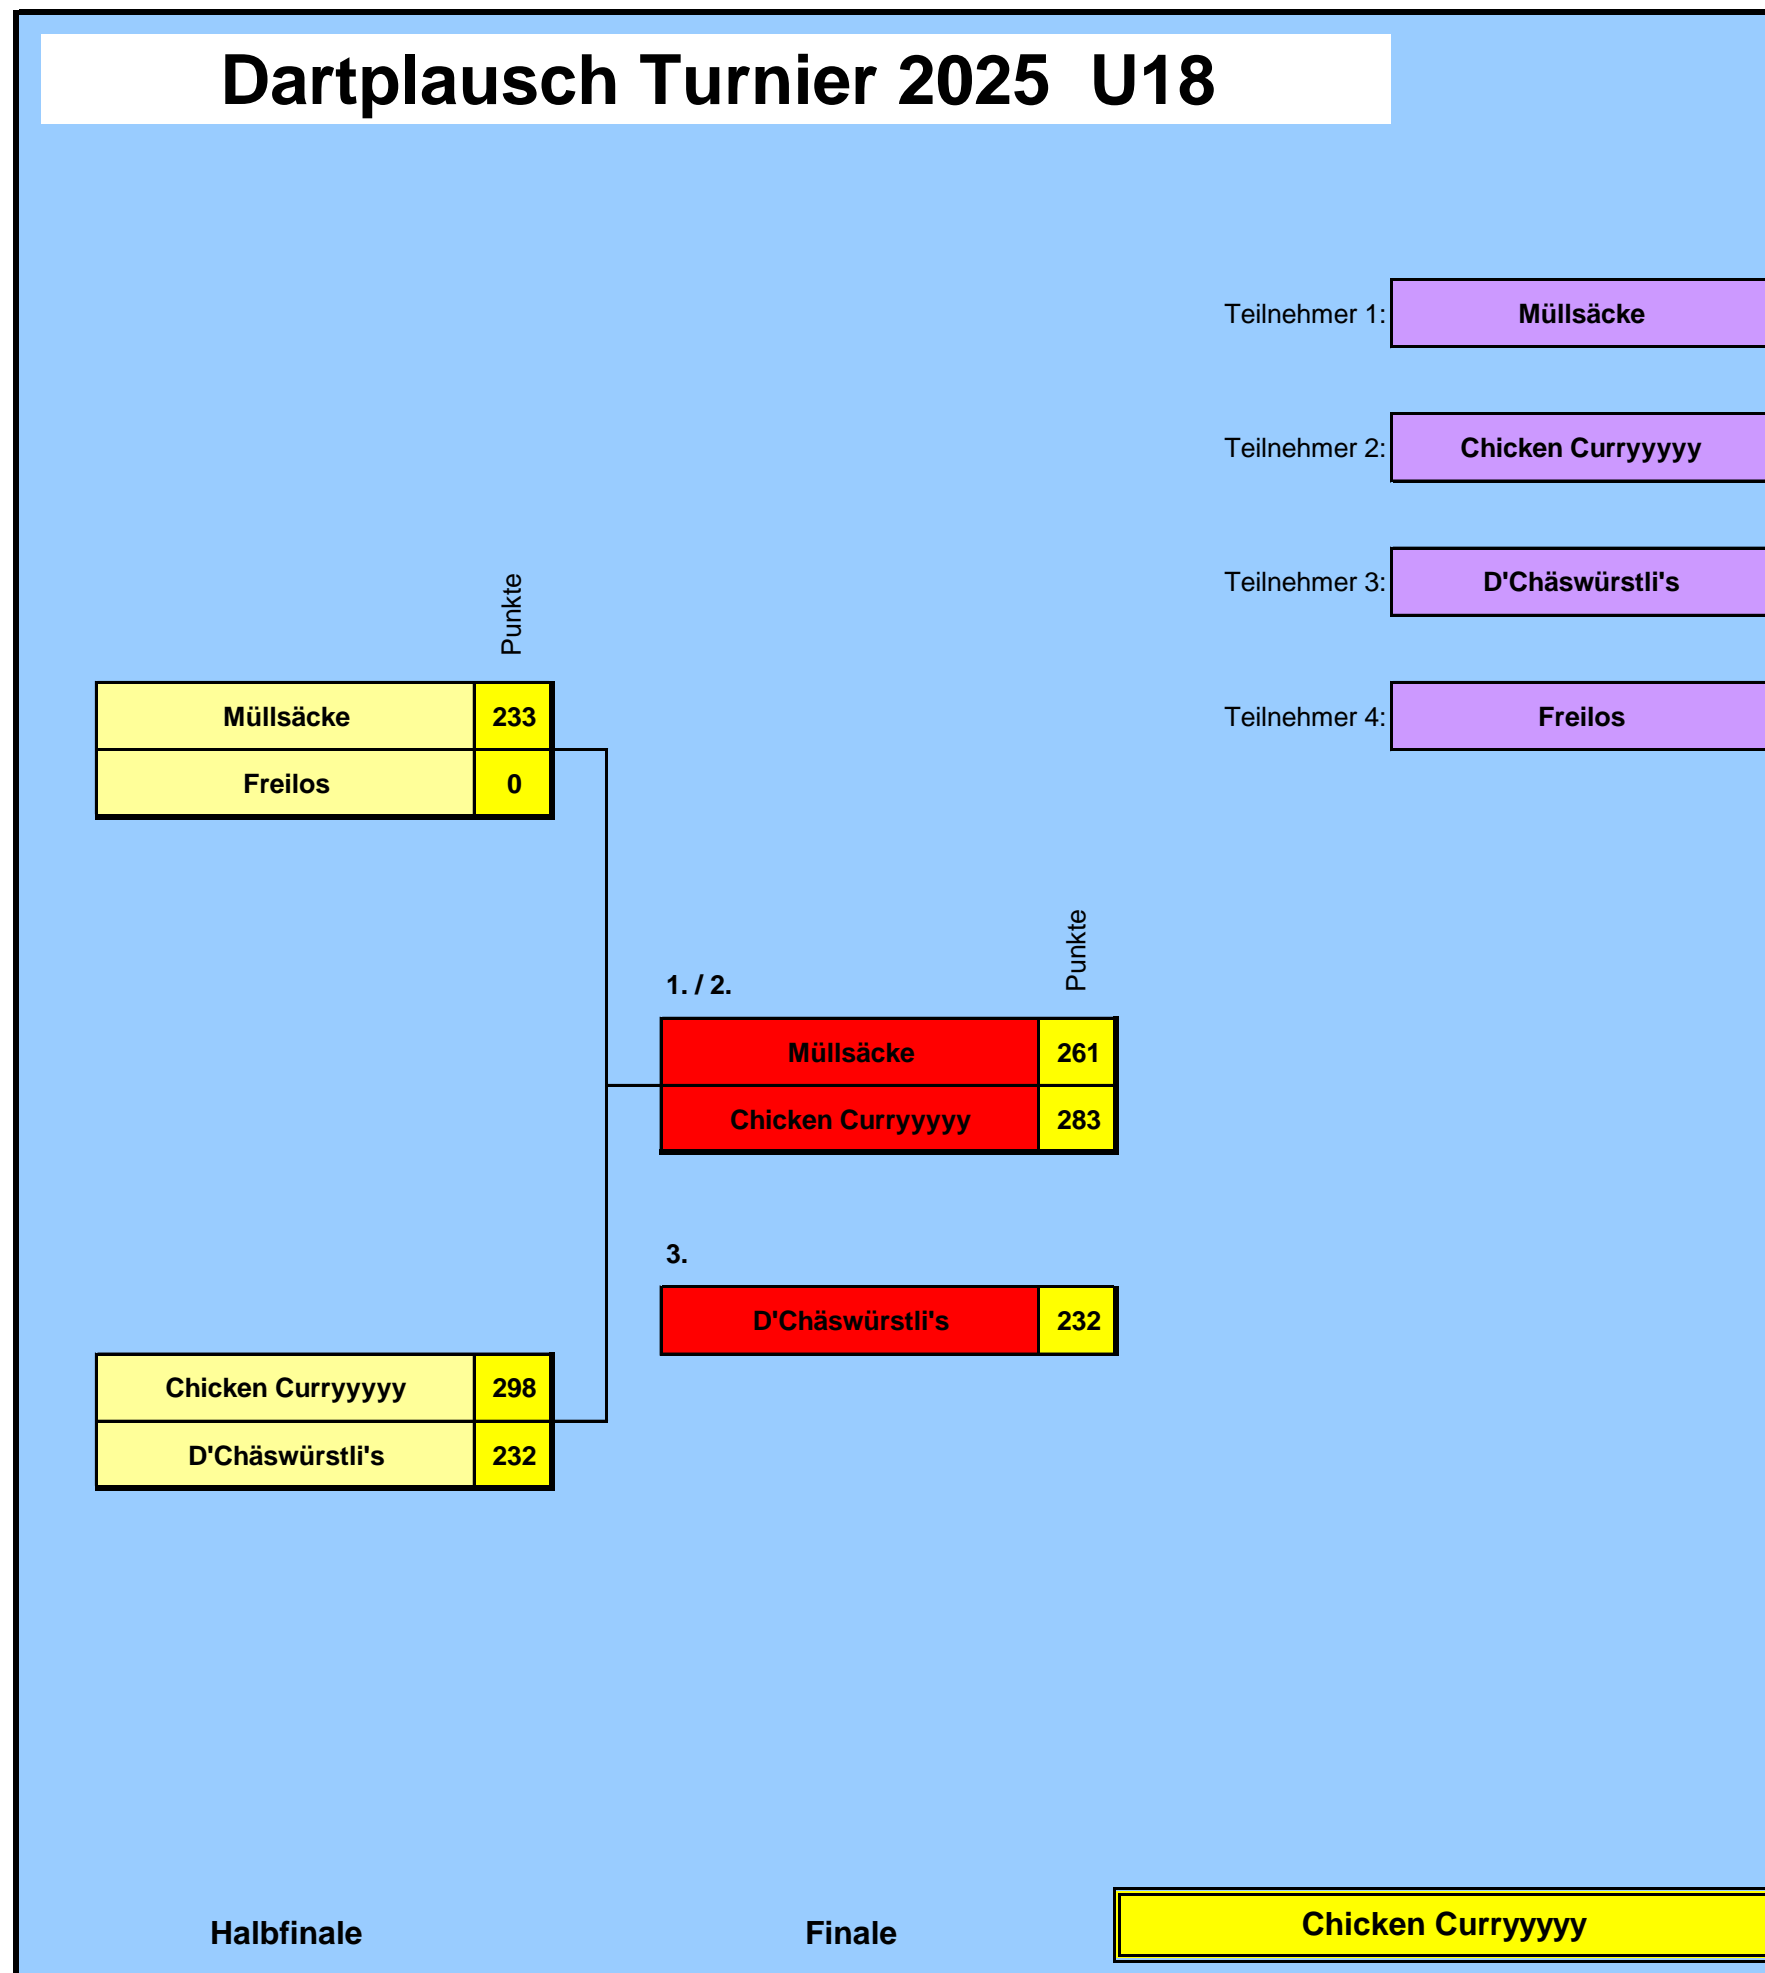 Dartplausch Turnier 2025  U18
Teilnehmer 1: Müllsäcke
Teilnehmer 2: Chicken Curryyyyy
Teilnehmer 3: D'Chäswürstli's
Punkte
Müllsäcke 233
Teilnehmer 4: Freilos
Freilos 0
Punkte
1. / 2.
Müllsäcke 261
Chicken Curryyyyy 283
3.
D'Chäswürstli's 232
Chicken Curryyyyy 298
D'Chäswürstli's 232
Halbfinale
Finale
Chicken Curryyyyy